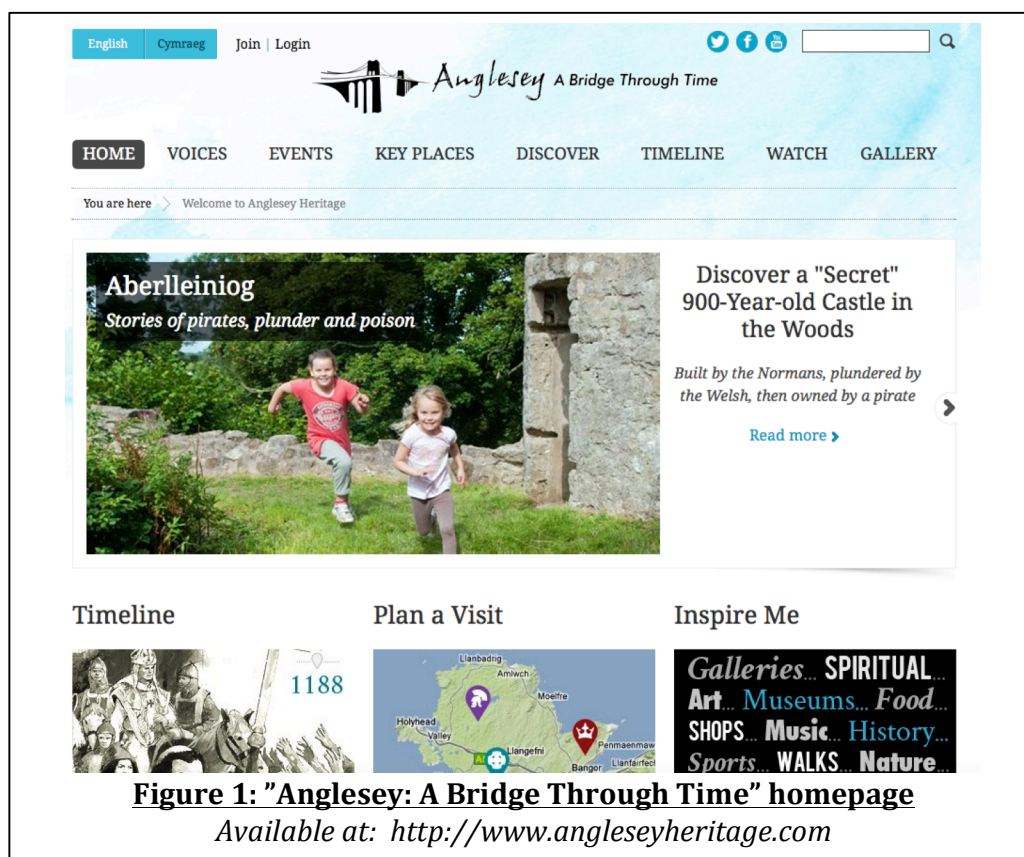 English Cymraeg Join | Login
Anglesey A Bridge Through Time
HOME VOICES EVENTS KEY PLACES DISCOVER TIMELINE WATCH GALLERY
You are here Welcome to Anglesey Heritage
Aberlleiniog
Stories of pirates, plunder and poison
Discover a "Secret"
900-Year-old Castle in
the Woods
Built by the Normans, plundered by
the Welsh, then owned by a pirate
Read more
Timeline
1188
Plan a Visit
Llanbadrig
Amlwch
Moelfre
Holyhead
Valley
Llangefni
Penmaenmaw
Bangor Llanfairfech
Inspire Me
Galleries... SPIRITUAL...
Art... Museums... Food...
SHOPS... Music... History...
Sports... WALKS... Nature...
Figure 1: ”Anglesey: A Bridge Through Time” homepage
Available at: http://www.angleseyheritage.com